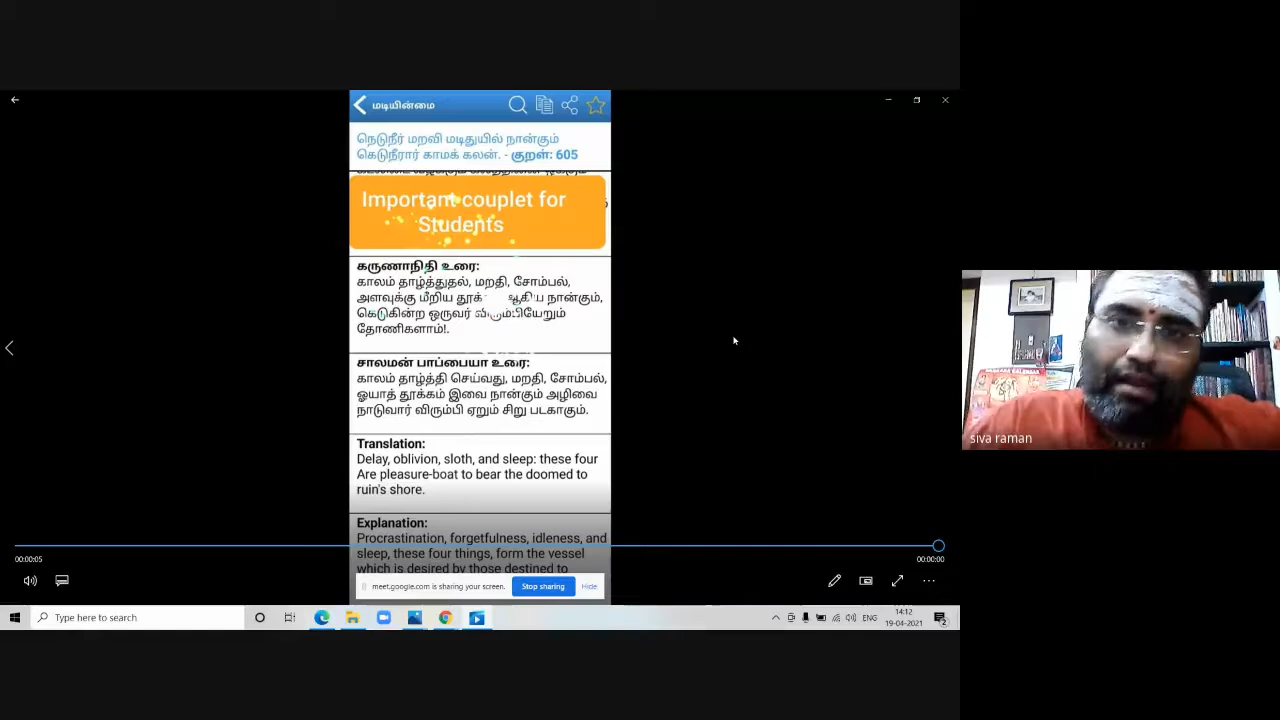 மடியின்மை
நெடுநீர் மறவி மடிதுயில் நான்கும்
கெடுநீரார் காமக் கலன். - குறள்: 605
Important couplet for
Students
கருணாநிதி உரை:
காலம் தாழ்த்துதல், மறதி, சோம்பல்,
அளவுக்கு மீறிய தூக் ஆகிய நான்கும்,
கெடுகின்ற ஒருவர் விரும்பியேறும்
தோணிகளாம்!.
சாலமன் பாப்பையா உரை:
காலம் தாழ்த்தி செய்வது, மறதி, சோம்பல்,
ஓயாத் தூக்கம் இவை நான்கும் அழிவை
நாடுவார் விரும்பி ஏறும் சிறு படகாகும்.
Translation:
Delay, oblivion, sloth, and sleep: these four
Are pleasure-boat to bear the doomed to
ruin's shore.
Explanation:
Procrastination, forgetfulness, idleness, and
sleep, these four things, form the vessel
which is desired by those destined to
meet.google.com is sharing your screen.
Stop sharing
Hide
siva raman
00:00:05
00:00:00
Type here to search
ENG
14:12
19-04-2021
2